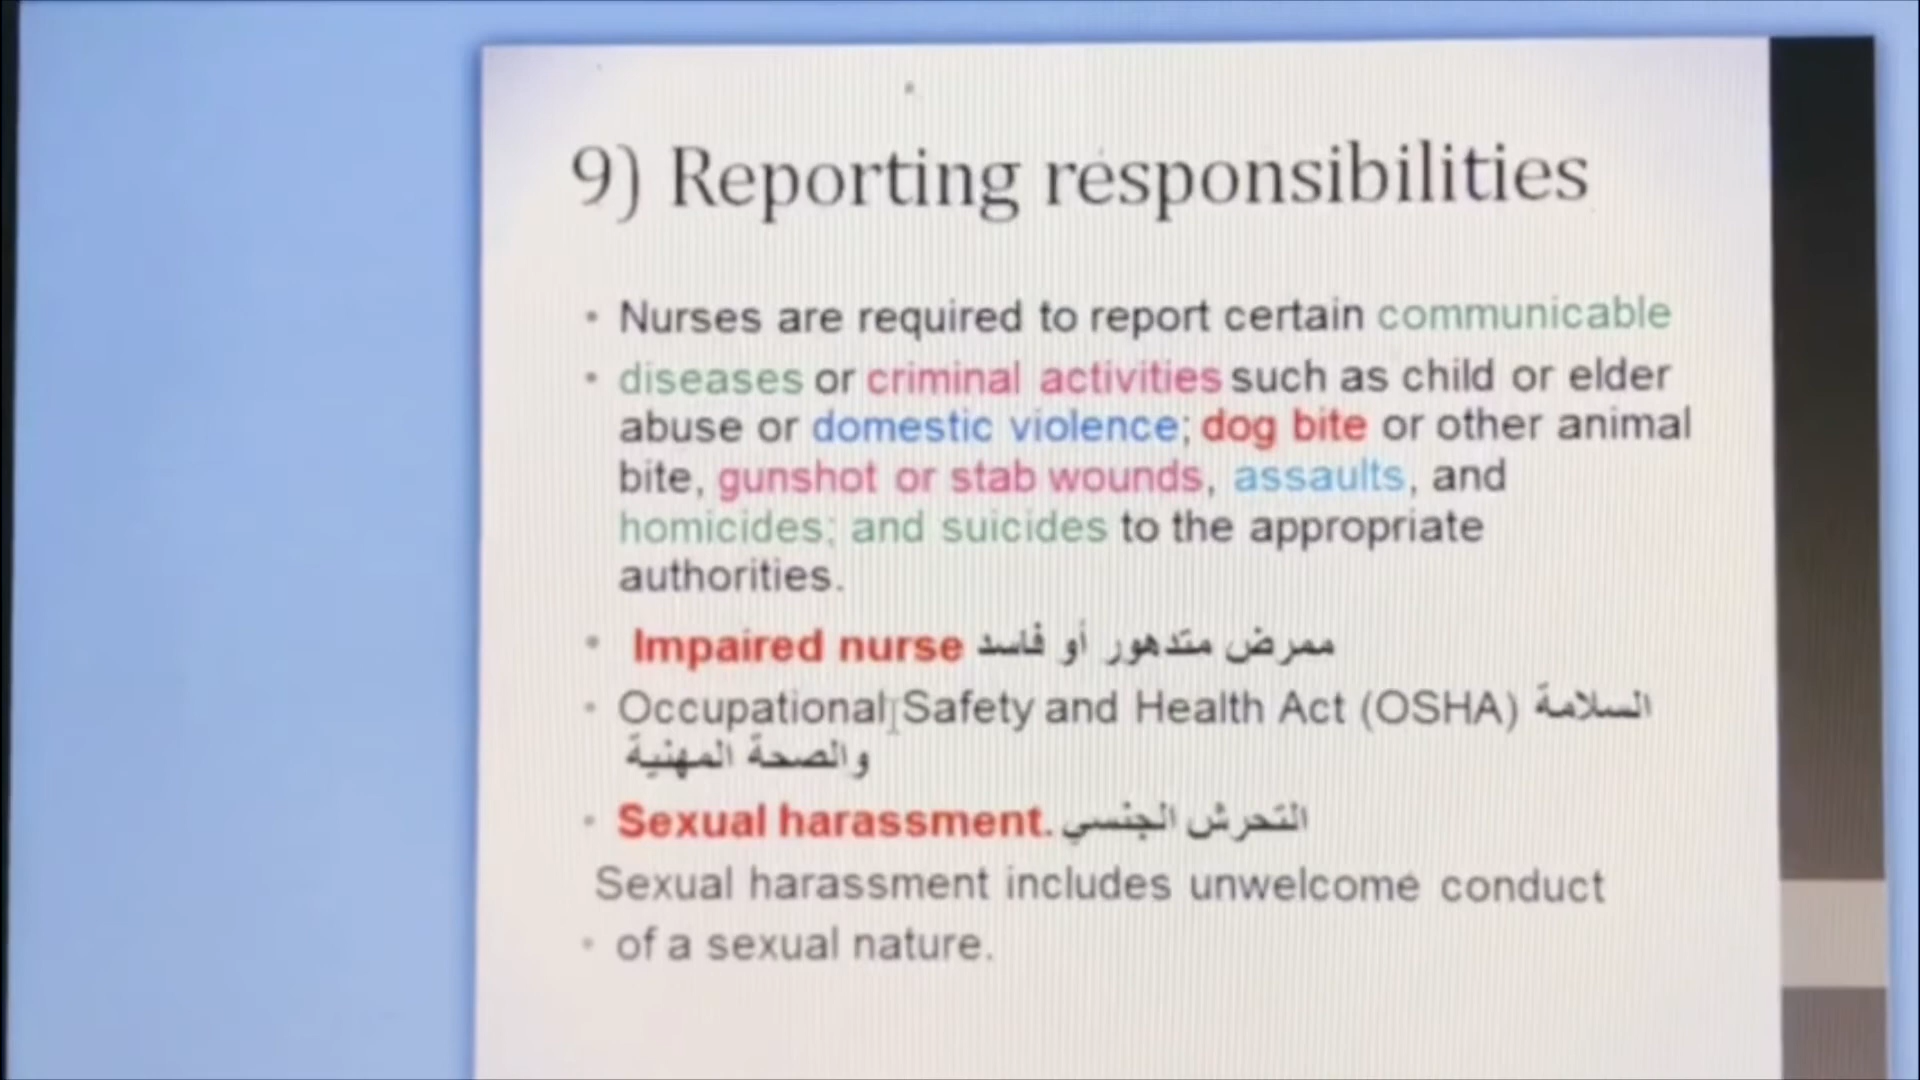 9) Reporting responsibilities
• Nurses are required to report certain communicable
• diseases or criminal activities such as child or elder
abuse or domestic violence; dog bite or other animal
bite, gunshot or stab wounds, assaults, and
homicides; and suicides to the appropriate
authorities.
• Impaired nurse ممرض متدهور أو فاسد
• Occupational Safety and Health Act (OSHA) السلامة
والصحة المهنية
• Sexual harassment. التحرش الجنسي
Sexual harassment includes unwelcome conduct
• of a sexual nature.